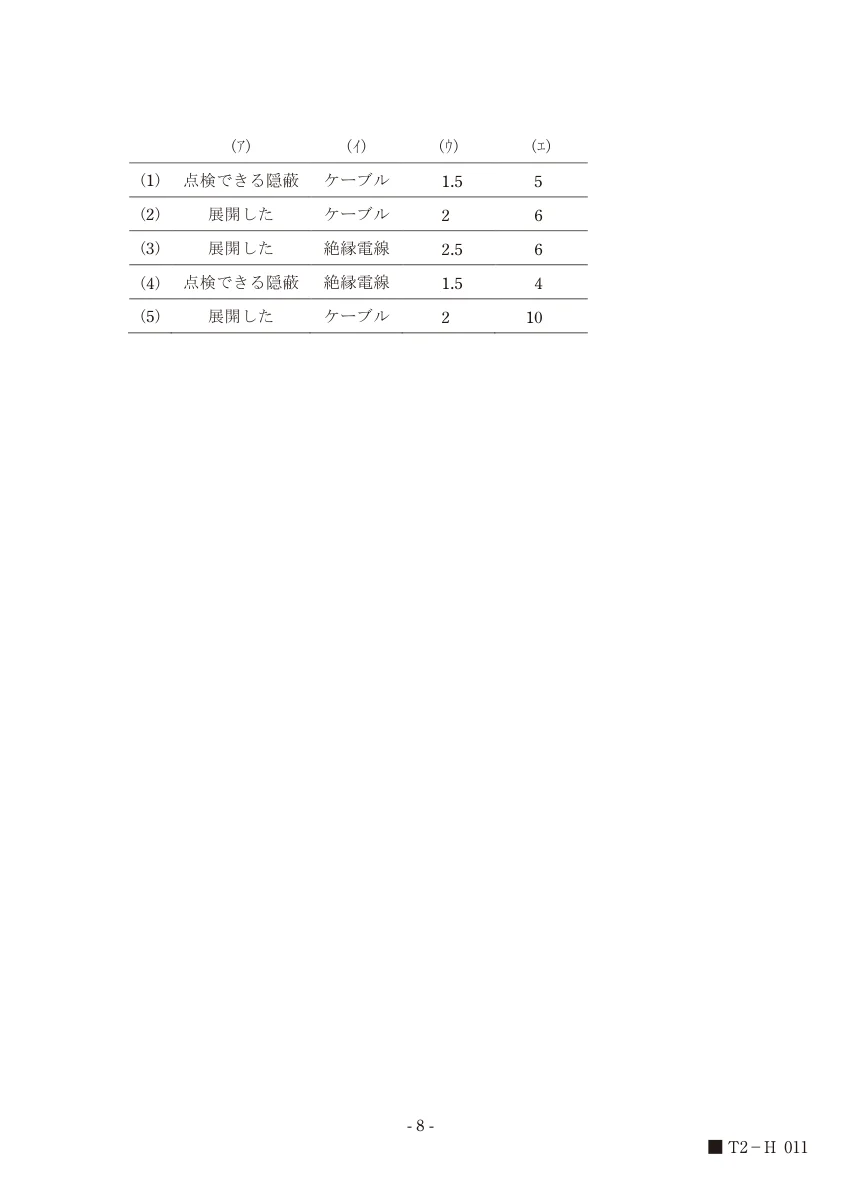 (ア) (イ) (ウ) (エ)
(1) 点検できる隠蔽 ケーブル 1.5 5
(2) 展開した ケーブル 2 6
(3) 展開した 絶縁電線 2.5 6
(4) 点検できる隠蔽 絶縁電線 1.5 4
(5) 展開した ケーブル 2 10
- 8 -
■ T2－H 011